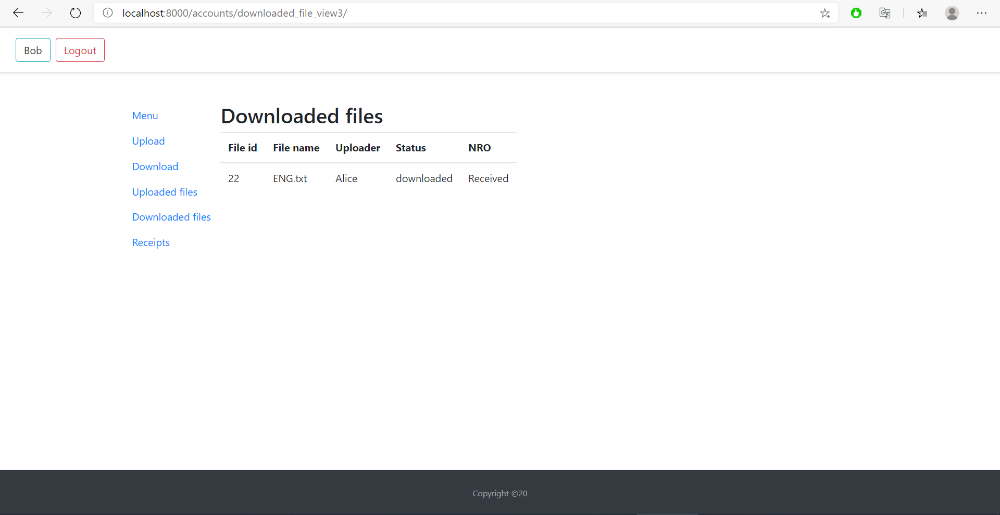 localhost:8000/accounts/downloaded_file_view3/
Bob Logout
Menu
Upload
Download
Uploaded files
Downloaded files
Receipts
Downloaded files
File id File name Uploader Status NRO
22 ENG.txt Alice downloaded Received
Copyright ©20